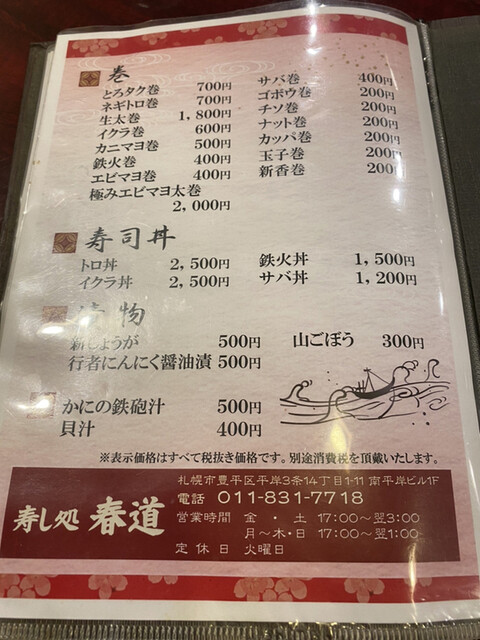 巻
とろタク巻 700円
ネギトロ巻 700円
生太巻 1,800円
イクラ巻 600円
カニマヨ巻 500円
鉄火巻 400円
エビマヨ巻 400円
極みエビマヨ太巻
2,000円
サバ巻 400円
ゴボウ巻 200円
チソ巻 200円
ナット巻 200円
カッパ巻 200円
玉子巻 200円
新香巻 200円
寿司丼
トロ丼 2,500円 鉄火丼 1,500円
イクラ丼 2,500円 サバ丼 1,200円
漬物
新しょうが 500円 山ごぼう 300円
行者にんにく醤油漬 500円
かにの鉄砲汁 500円
貝汁 400円
※表示価格はすべて税抜き価格です。別途消費税を頂戴いたします。
寿し処 春道
札幌市豊平区平岸3条14丁目1-11 南平岸ビル1F
電話 011-831-7718
営業時間 金・土 17:00〜翌3:00
月〜木・日 17:00〜翌1:00
定休日 火曜日